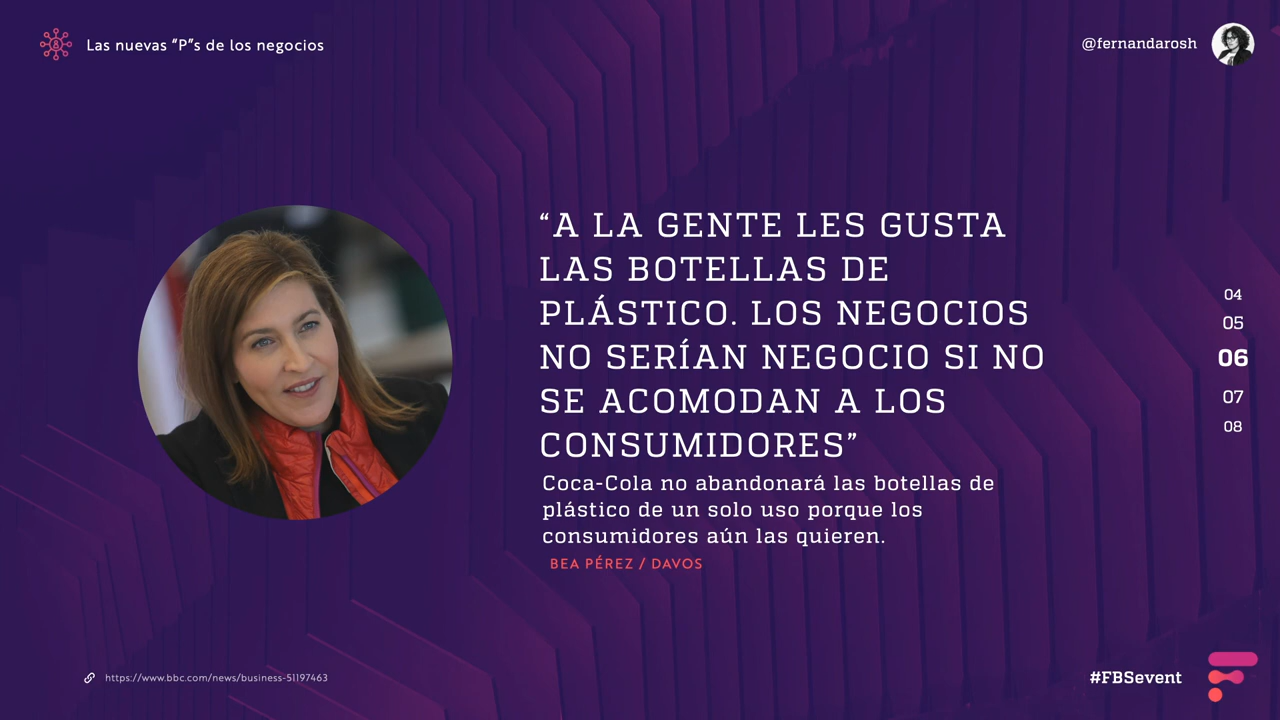 Las nuevas "P"s de los negocios
@fernandarosh
“A LA GENTE LES GUSTA
LAS BOTELLAS DE
PLÁSTICO. LOS NEGOCIOS
NO SERÍAN NEGOCIO SI NO
SE ACOMODAN A LOS
CONSUMIDORES”
Coca-Cola no abandonará las botellas de
plástico de un solo uso porque los
consumidores aún las quieren.
BEA PÉREZ / DAVOS
04
05
06
07
08
https://www.bbc.com/news/business-51197463
#FBSevent